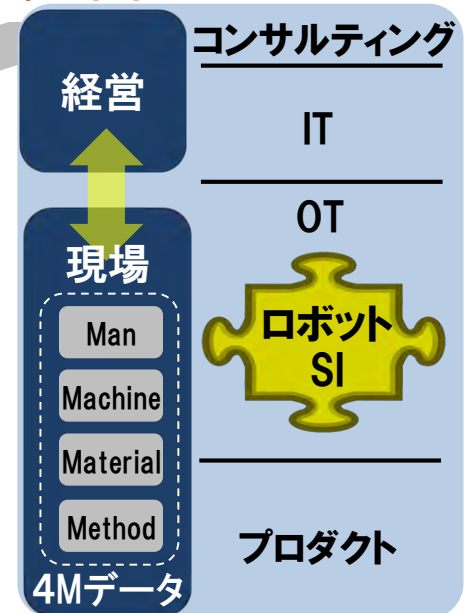 経営
現場
Man
Machine
Material
Method
4Mデータ
コンサルティング
IT
OT
ロボット
SI
プロダクト